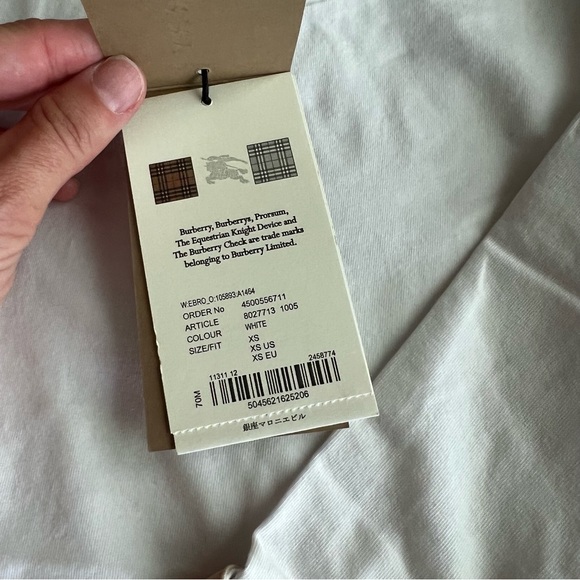 Burberry, Burberrys, Prorsum,
The Equestrian Knight Device and
The Burberry Check are trade marks
belonging to Burberry Limited.
W:EBRO_O:105893:A1464
ORDER No 4500556711
ARTICLE 8027713 1005
COLOUR WHITE
SIZE/FIT XS
XS US
XS EU
70M
11311 12 2458774
5045621625206
銀座マロニエビル